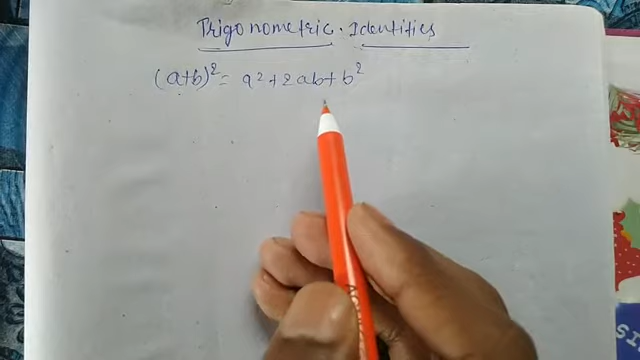 Trigonometric. Identities
(a+b)² = a² + 2ab + b²